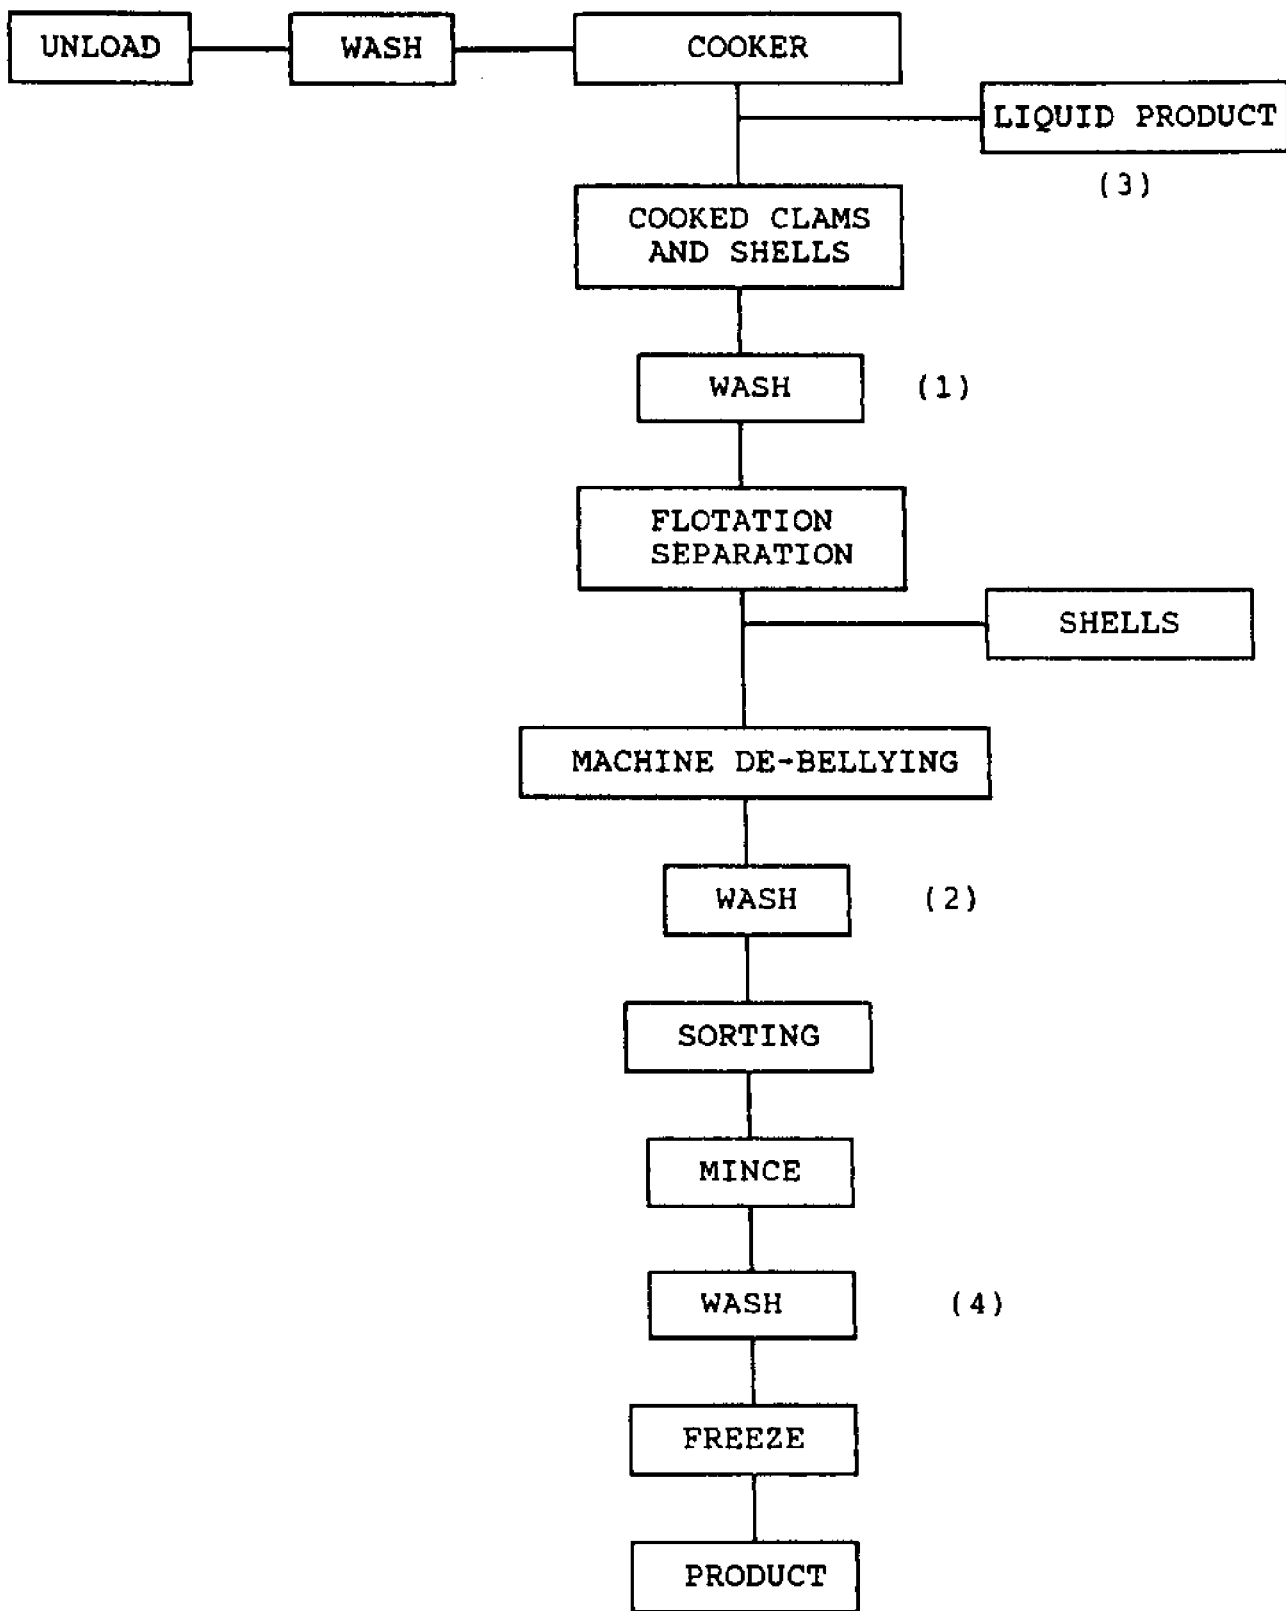 UNLOAD
WASH
COOKER
LIQUID PRODUCT
(3)
COOKED CLAMS
AND SHELLS
WASH
(1)
FLOTATION
SEPARATION
SHELLS
MACHINE DE-BELLYING
WASH
(2)
SORTING
MINCE
WASH
(4)
FREEZE
PRODUCT